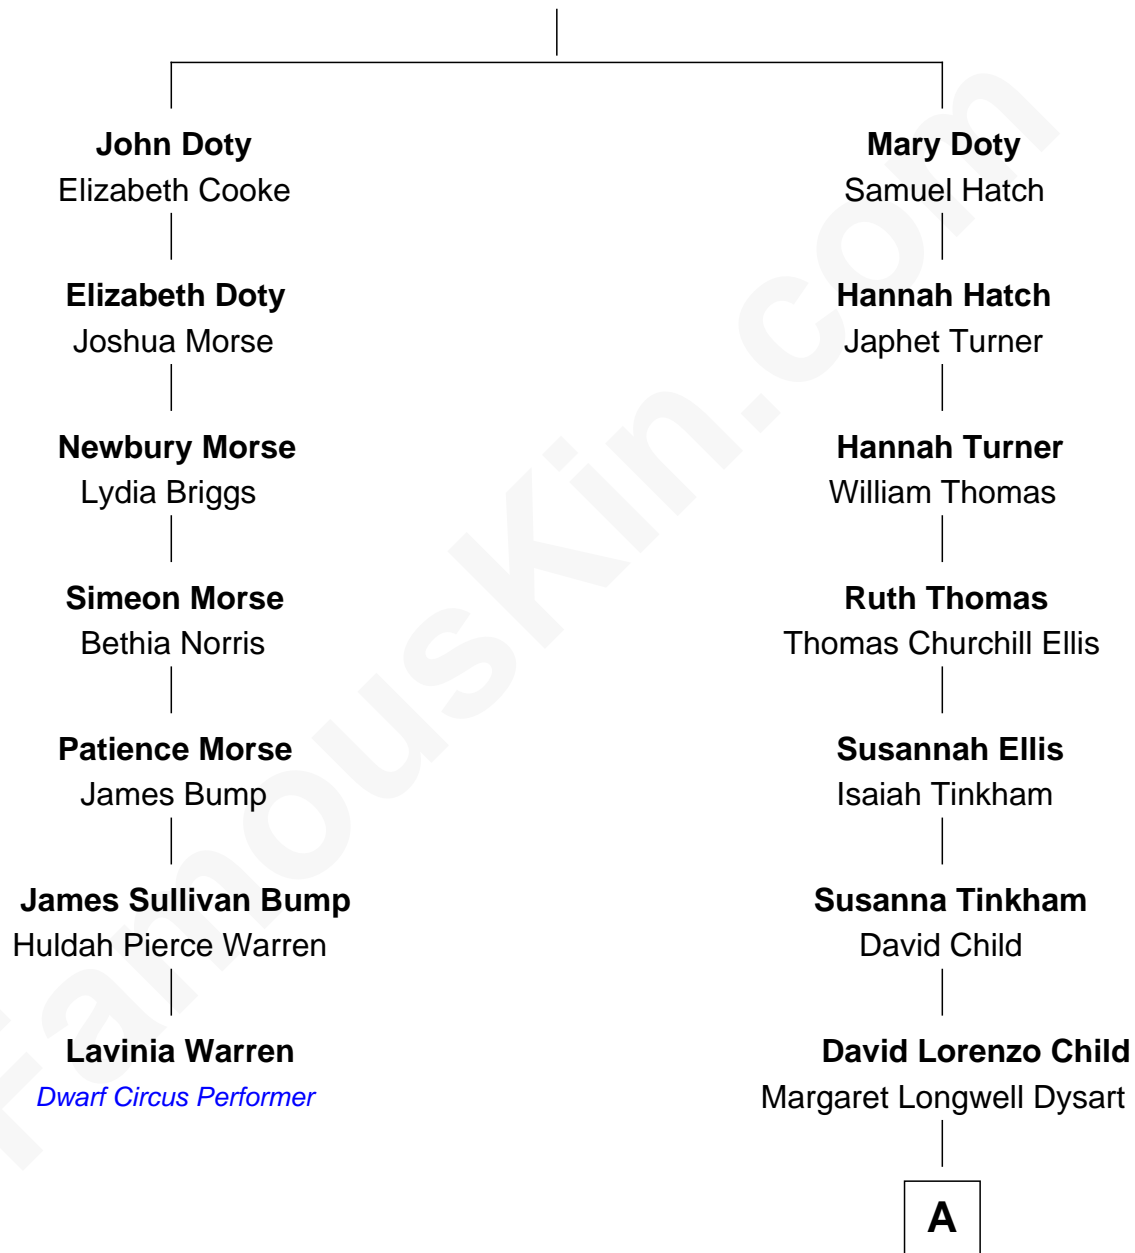 John Doty
Elizabeth Cooke
Elizabeth Doty
Joshua Morse
Newbury Morse
Lydia Briggs
Simeon Morse
Bethia Norris
Patience Morse
James Bump
James Sullivan Bump
Huldah Pierce Warren
Lavinia Warren
Dwarf Circus Performer
Mary Doty
Samuel Hatch
Hannah Hatch
Japhet Turner
Hannah Turner
William Thomas
Ruth Thomas
Thomas Churchill Ellis
Susannah Ellis
Isaiah Tinkham
Susanna Tinkham
David Child
David Lorenzo Child
Margaret Longwell Dysart
A
FamousKin.com